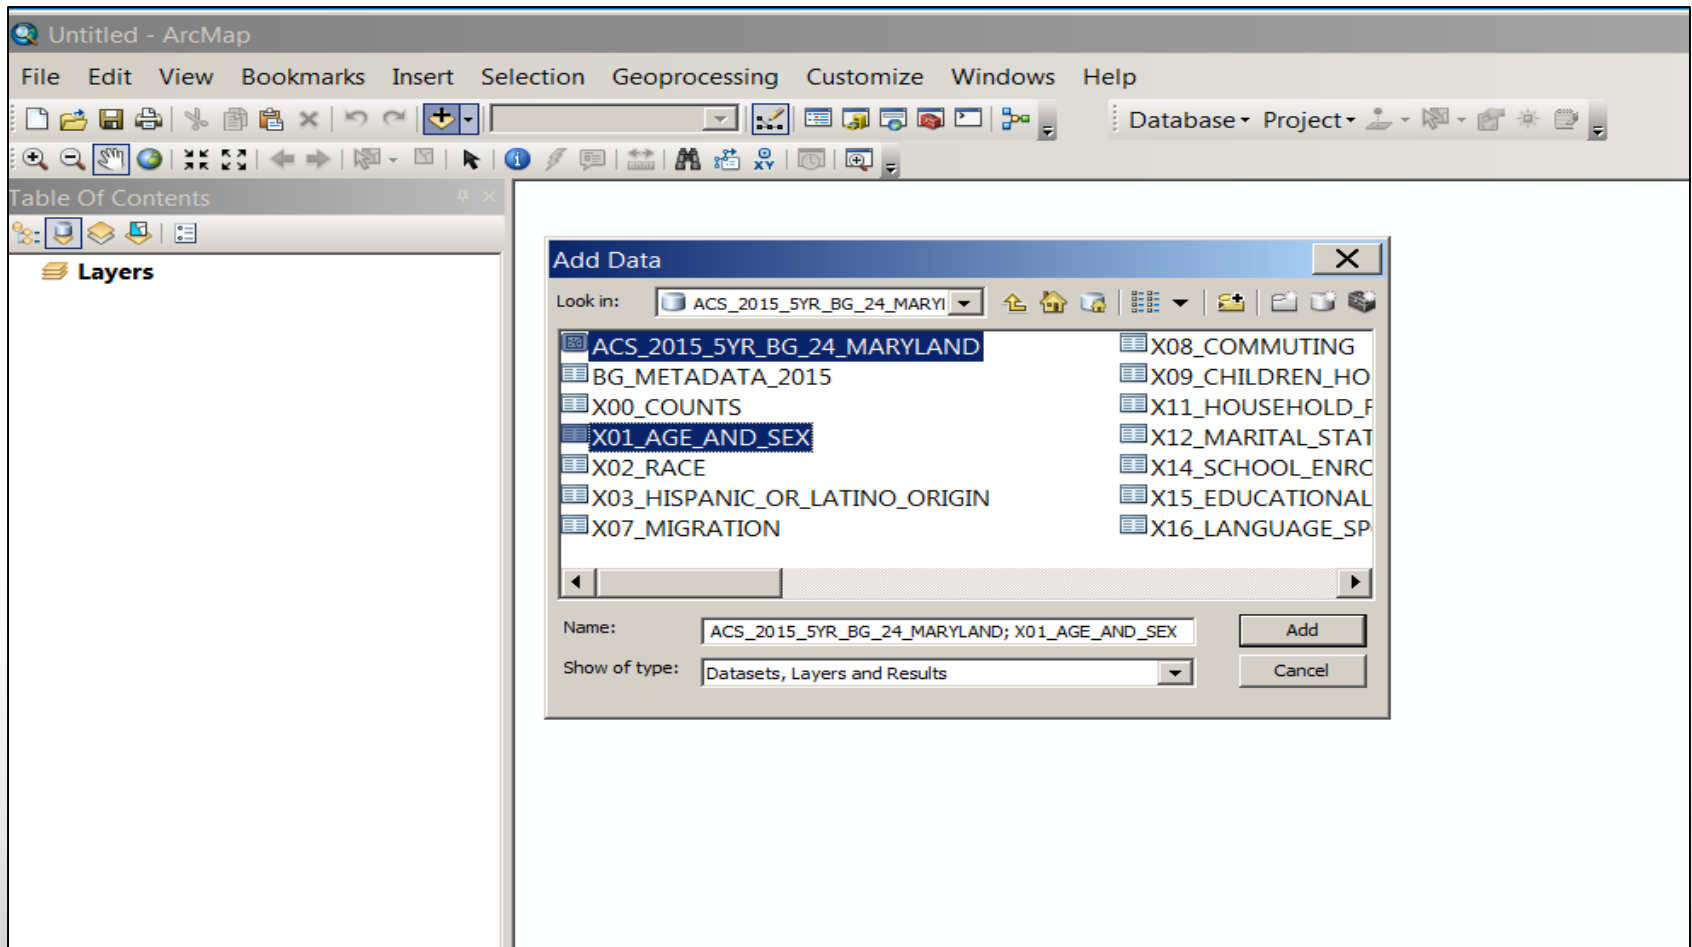 Untitled - ArcMap
File Edit View Bookmarks Insert Selection Geoprocessing Customize Windows Help
Database Project
Table Of Contents
Layers
Add Data
Look in: ACS_2015_5YR_BG_24_MARYI
ACS_2015_5YR_BG_24_MARYLAND
BG_METADATA_2015
X00_COUNTS
X01_AGE_AND_SEX
X02_RACE
X03_HISPANIC_OR_LATINO_ORIGIN
X07_MIGRATION
X08_COMMUTING
X09_CHILDREN_HO
X11_HOUSEHOLD_F
X12_MARITAL_STAT
X14_SCHOOL_ENRC
X15_EDUCATIONAL
X16_LANGUAGE_SP
Name: ACS_2015_5YR_BG_24_MARYLAND; X01_AGE_AND_SEX Add
Show of type: Datasets, Layers and Results Cancel